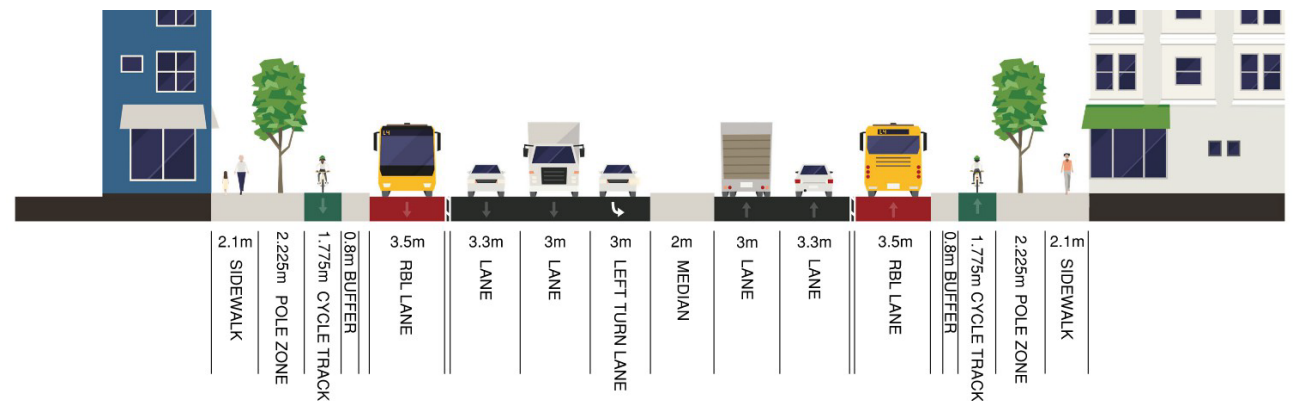 L4
L4
2.1m SIDEWALK
2.225m POLE ZONE
1.775m CYCLE TRACK
0.8m BUFFER
3.5m RBL LANE
3.3m LANE
3m LANE
3m LEFT TURN LANE
2m MEDIAN
3m LANE
3.3m LANE
3.5m RBL LANE
0.8m BUFFER
1.775m CYCLE TRACK
2.225m POLE ZONE
2.1m SIDEWALK